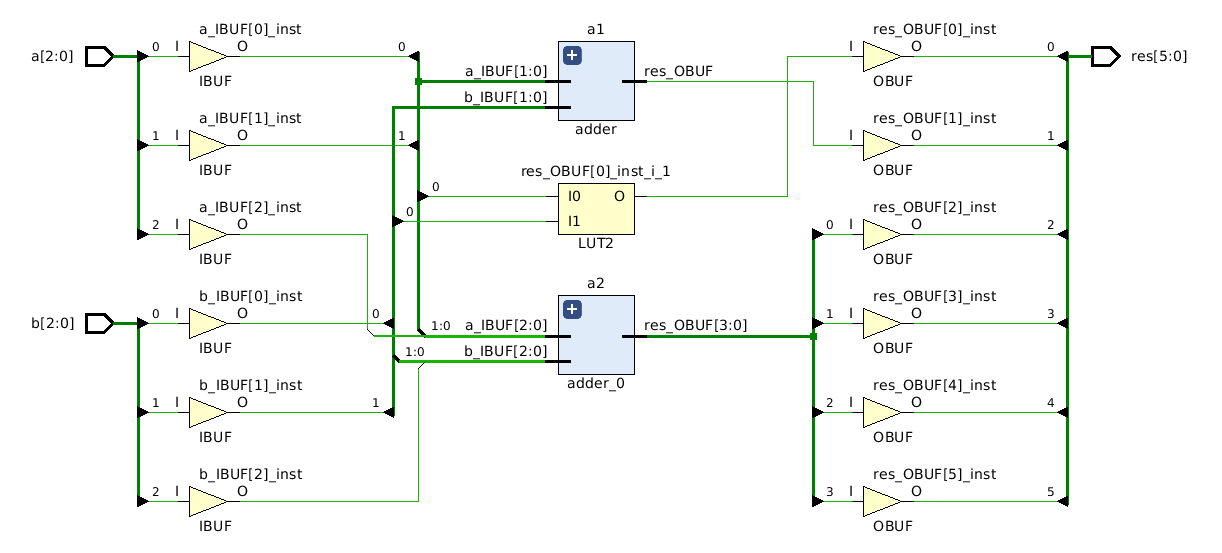 a[2:0]
0
I
a_IBUF[0]_inst
O
IBUF
0
1
I
a_IBUF[1]_inst
O
IBUF
1
2
I
a_IBUF[2]_inst
O
IBUF
b[2:0]
0
I
b_IBUF[0]_inst
O
IBUF
0
1
I
b_IBUF[1]_inst
O
IBUF
1
2
I
b_IBUF[2]_inst
O
IBUF
a1
+
a_IBUF[1:0]
b_IBUF[1:0]
res_OBUF
adder
res_OBUF[0]_inst_i_1
0
I0
O
0
I1
LUT2
a2
+
1:0
a_IBUF[2:0]
1:0
b_IBUF[2:0]
res_OBUF[3:0]
adder_0
res_OBUF[0]_inst
I
O
OBUF
0
res_OBUF[1]_inst
I
O
OBUF
1
res_OBUF[2]_inst
0
I
O
OBUF
2
res_OBUF[3]_inst
1
I
O
OBUF
3
res_OBUF[4]_inst
2
I
O
OBUF
4
res_OBUF[5]_inst
3
I
O
OBUF
5
res[5:0]